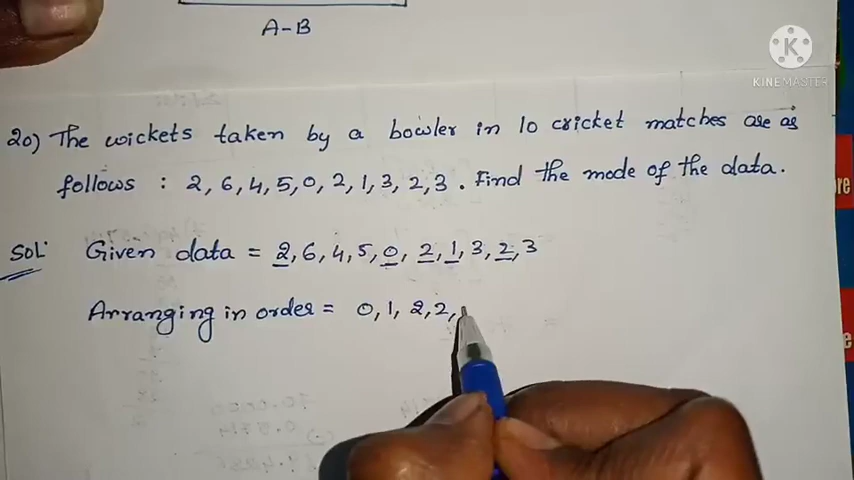 A-B
K
KINEMASTER
20) The wickets taken by a bowler in 10 cricket matches are as
follows : 2, 6, 4, 5, 0, 2, 1, 3, 2, 3 . Find the mode of the data.
Sol:
Given data = 2, 6, 4, 5, 0, 2, 1, 3, 2, 3
Arranging in order = 0, 1, 2, 2,